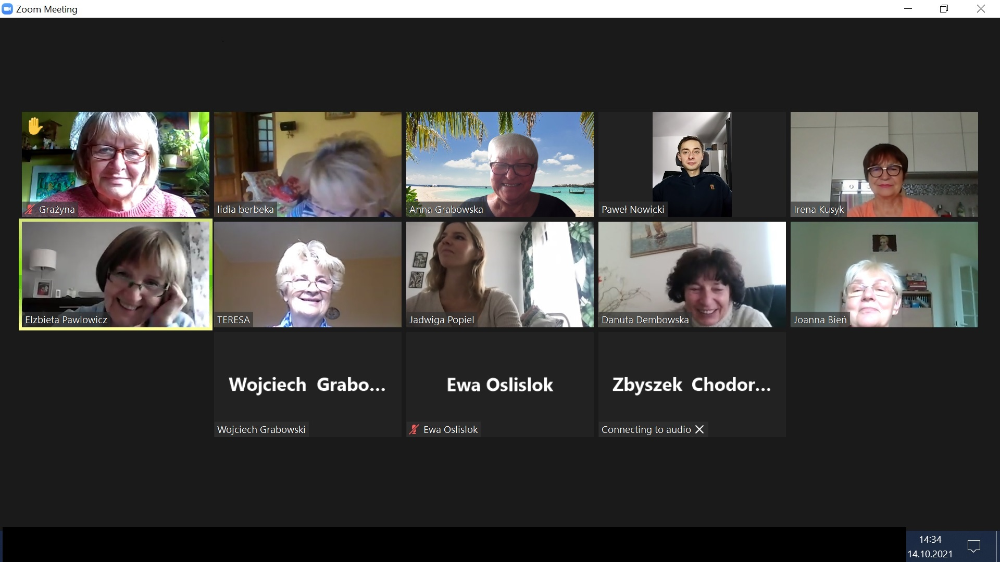 Zoom Meeting
Grażyna
lidia berbeka
Anna Grabowska
Paweł Nowicki
Irena Kusyk
Elzbieta Pawlowicz
TERESA
Jadwiga Popiel
Danuta Dembowska
Joanna Bień
Wojciech Grabo...
Ewa Oslislok
Zbyszek Chodor...
Wojciech Grabowski
Ewa Oslislok
Connecting to audio
14:34
14.10.2021